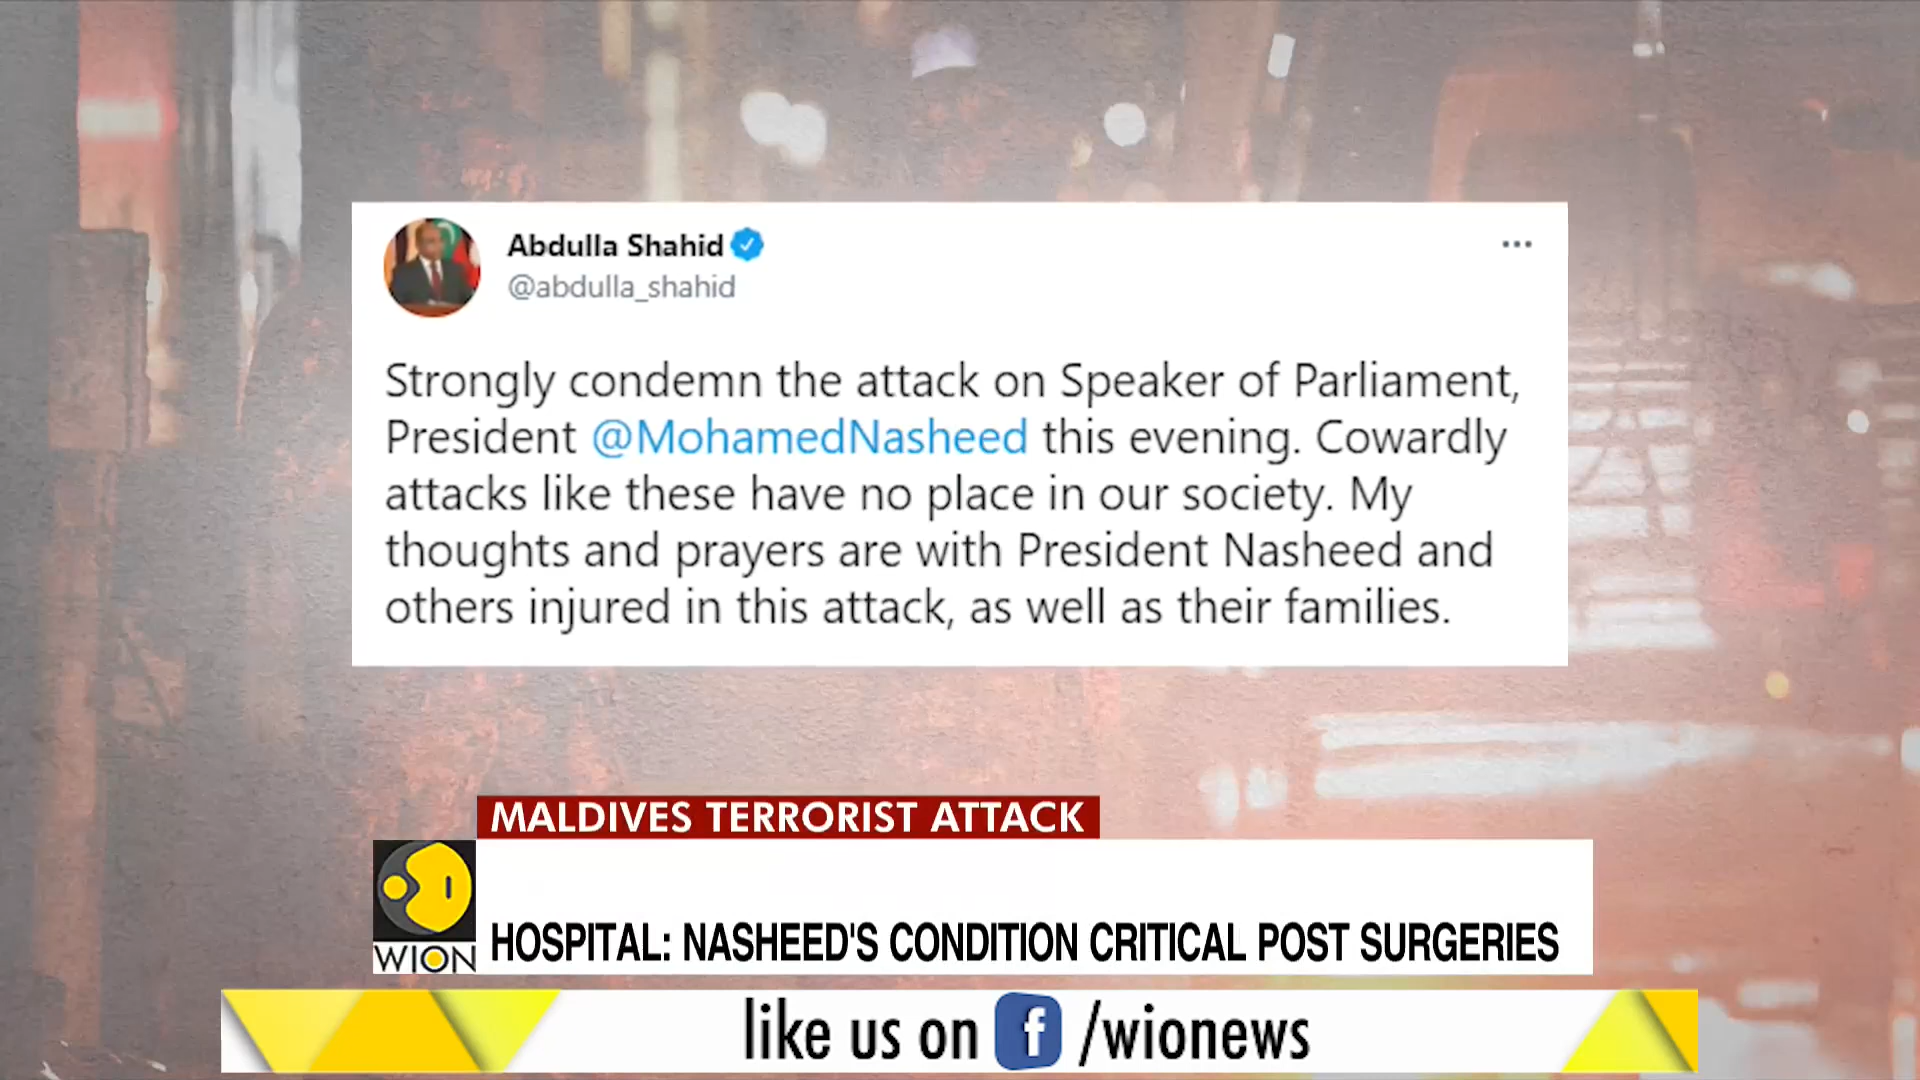 Abdulla Shahid
@abdulla_shahid
Strongly condemn the attack on Speaker of Parliament,
President @MohamedNasheed this evening. Cowardly
attacks like these have no place in our society. My
thoughts and prayers are with President Nasheed and
others injured in this attack, as well as their families.
MALDIVES TERRORIST ATTACK
WION
HOSPITAL: NASHEED'S CONDITION CRITICAL POST SURGERIES
like us on f /wionews